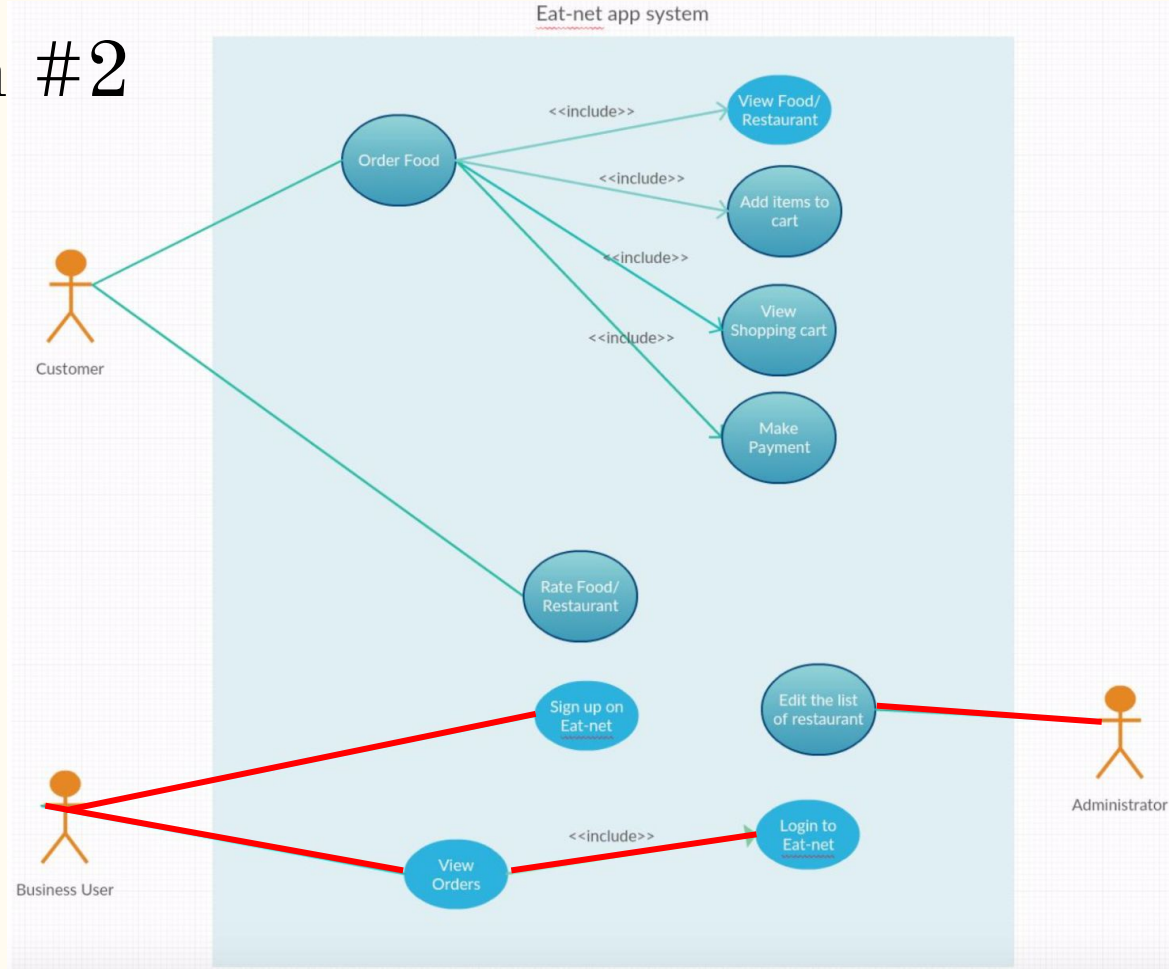 Eat-net app system
#2
<<include>>
View Food/
Restaurant
Order Food
<<include>>
Add items to
cart
<<include>>
View
Shopping cart
<<include>>
Customer
Make
Payment
Rate Food/
Restaurant
Sign up on
Eat-net
Edit the list
of restaurant
Administrator
<<include>>
Login to
Eat-net
View
Orders
Business User